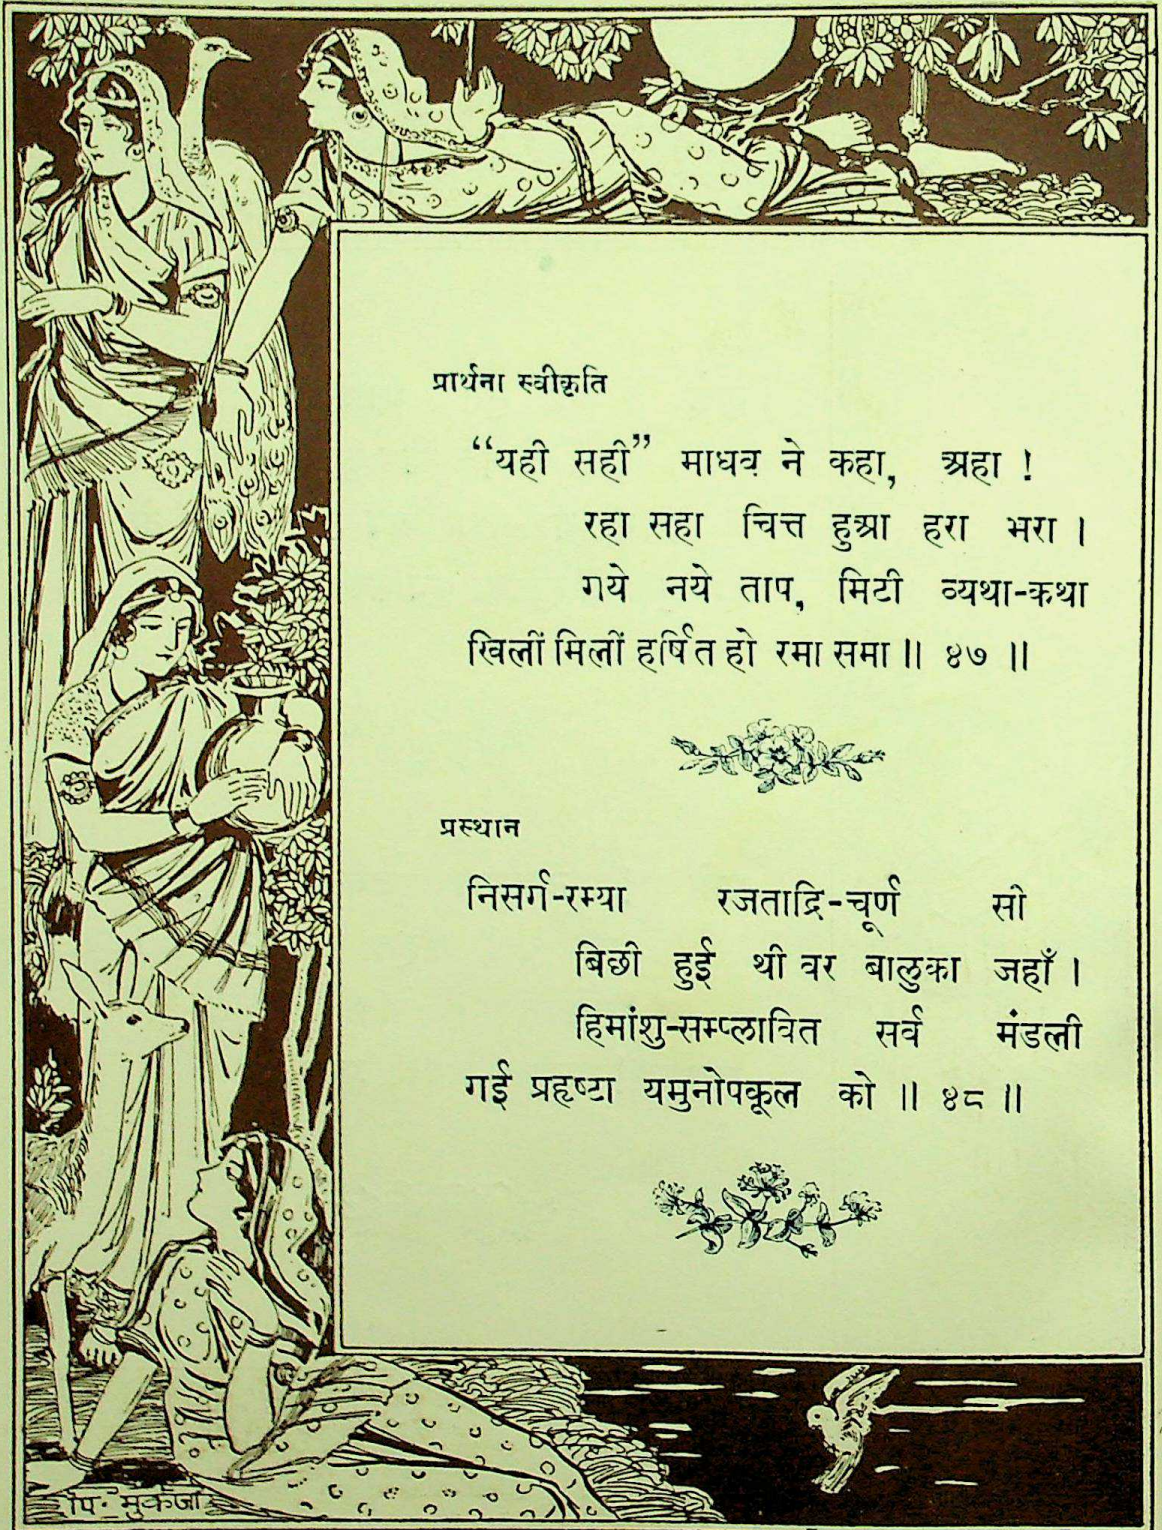 प्रार्थना स्वीकृति
“यही सही” माधव ने कहा, अहा !
रहा सहा चित्त हुआ हरा भरा ।
गये नये ताप, मिटी व्यथा-कथा
खिलीं मिलीं हर्षित हो रमा समा ॥ ४७ ॥
प्रस्थान
निसर्ग-रम्या रजताद्रि-चूर्ण सी
बिछी हुई थी वर बालुका जहाँ ।
हिमांशु-सम्प्लावित सर्व मंडली
गई प्रहृष्टा यमुनोपकूल को ॥ ४८ ॥
पि. मुकर्जी